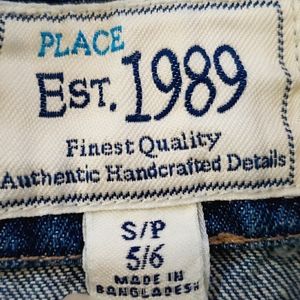 PLACE
EST. 1989
Finest Quality
Authentic Handcrafted Details
S/P
5/6
MADE IN
BANGLADESH